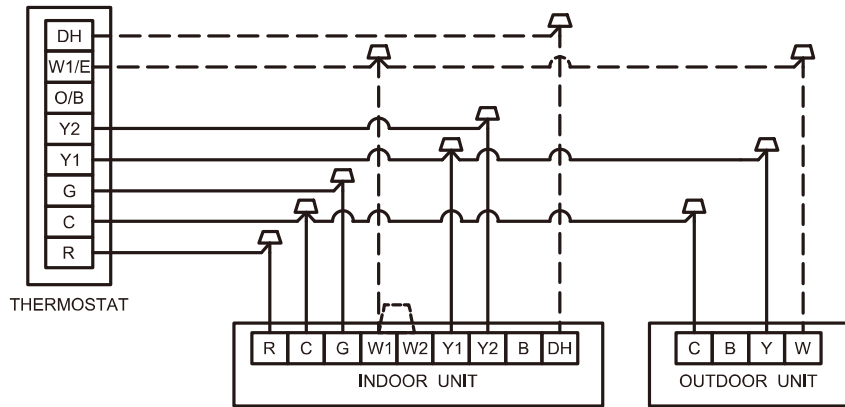 DH
W1/E
O/B
Y2
Y1
G
C
R
THERMOSTAT
R C G W1 W2 Y1 Y2 B DH
INDOOR UNIT
C B Y W
OUTDOOR UNIT